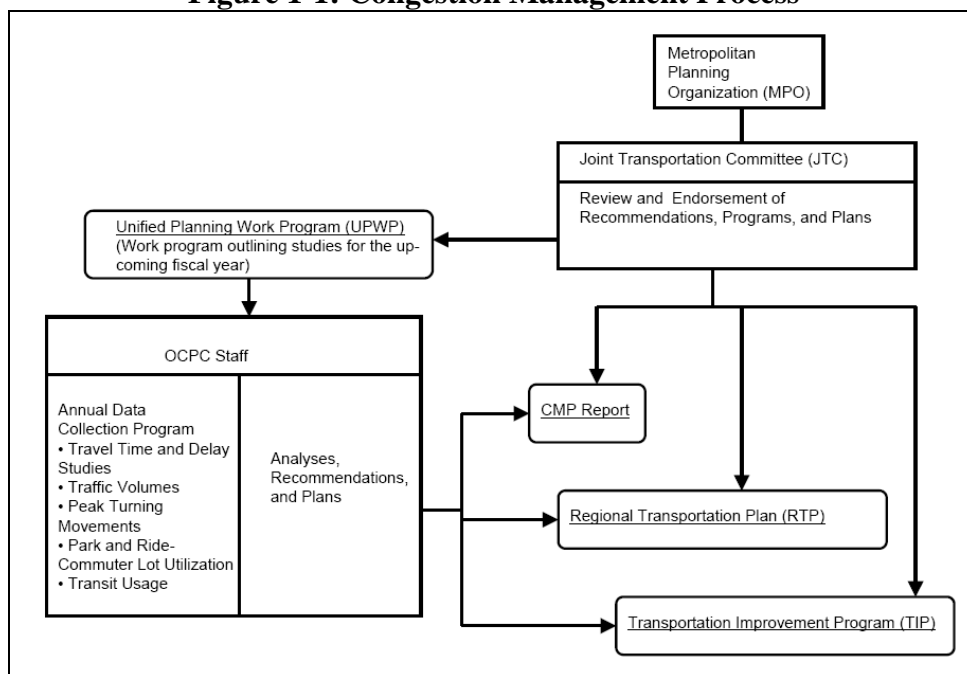 Figure 1-1: Congestion Management Process
Metropolitan
Planning
Organization (MPO)
Joint Transportation Committee (JTC)
Review and Endorsement of
Recommendations, Programs, and Plans
Unified Planning Work Program (UPWP)
(Work program outlining studies for the up-
coming fiscal year)
OCPC Staff
Annual Data
Collection Program
• Travel Time and Delay
Studies
• Traffic Volumes
• Peak Turning
Movements
• Park and Ride-
Commuter Lot Utilization
• Transit Usage
Analyses,
Recommendations,
and Plans
CMP Report
Regional Transportation Plan (RTP)
Transportation Improvement Program (TIP)